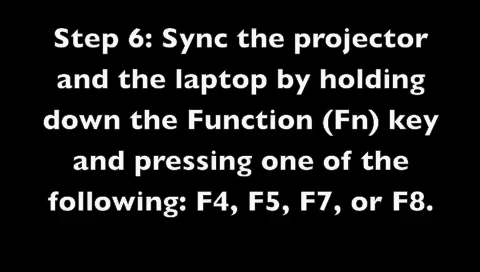 Step 6: Sync the projector
and the laptop by holding
down the Function (Fn) key
and pressing one of the
following: F4, F5, F7, or F8.